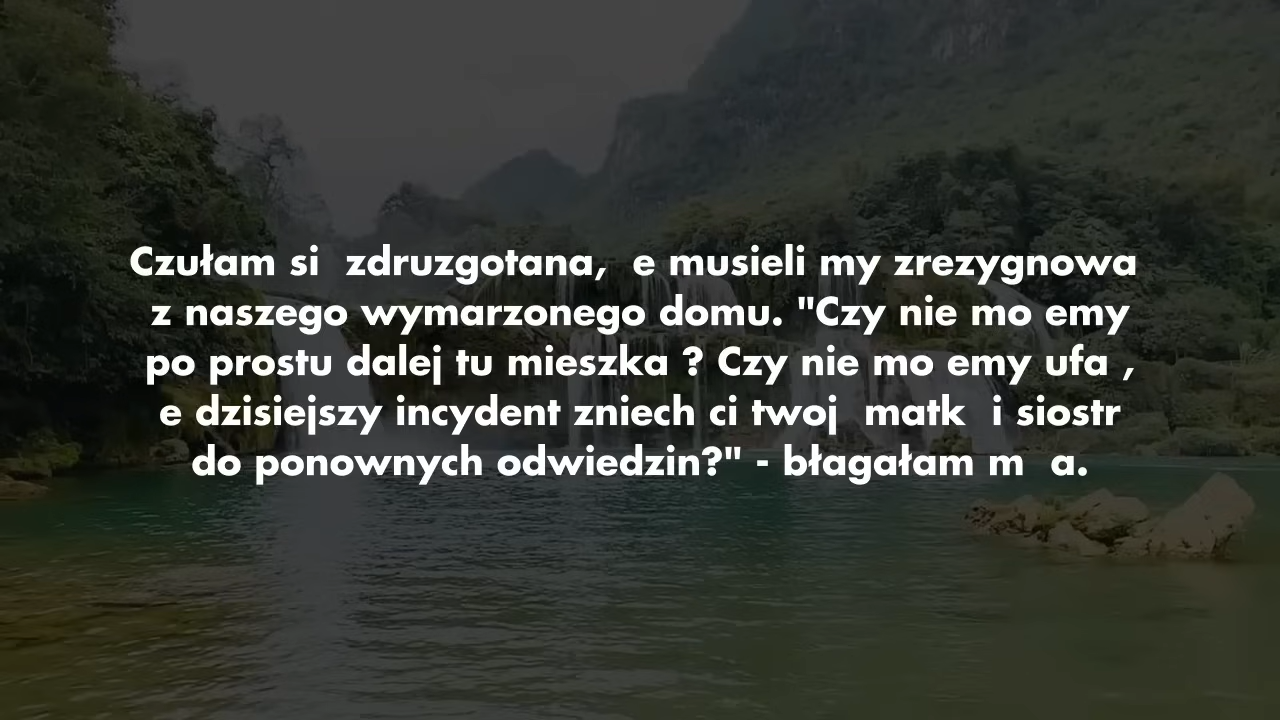 Czułam si  zdruzgotana,  e musieli my zrezygnowa
z naszego wymarzonego domu. "Czy nie mo emy
po prostu dalej tu mieszka ? Czy nie mo emy ufa ,
e dzisiejszy incydent zniech ci twoj  matk  i siostr
do ponownych odwiedzin?" - błagałam m  a.